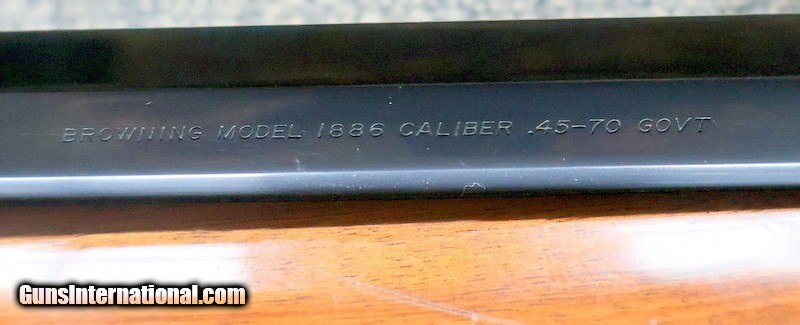 BROWNING MODEL 1886 CALIBER .45-70 GOVT
GunsInternational.com